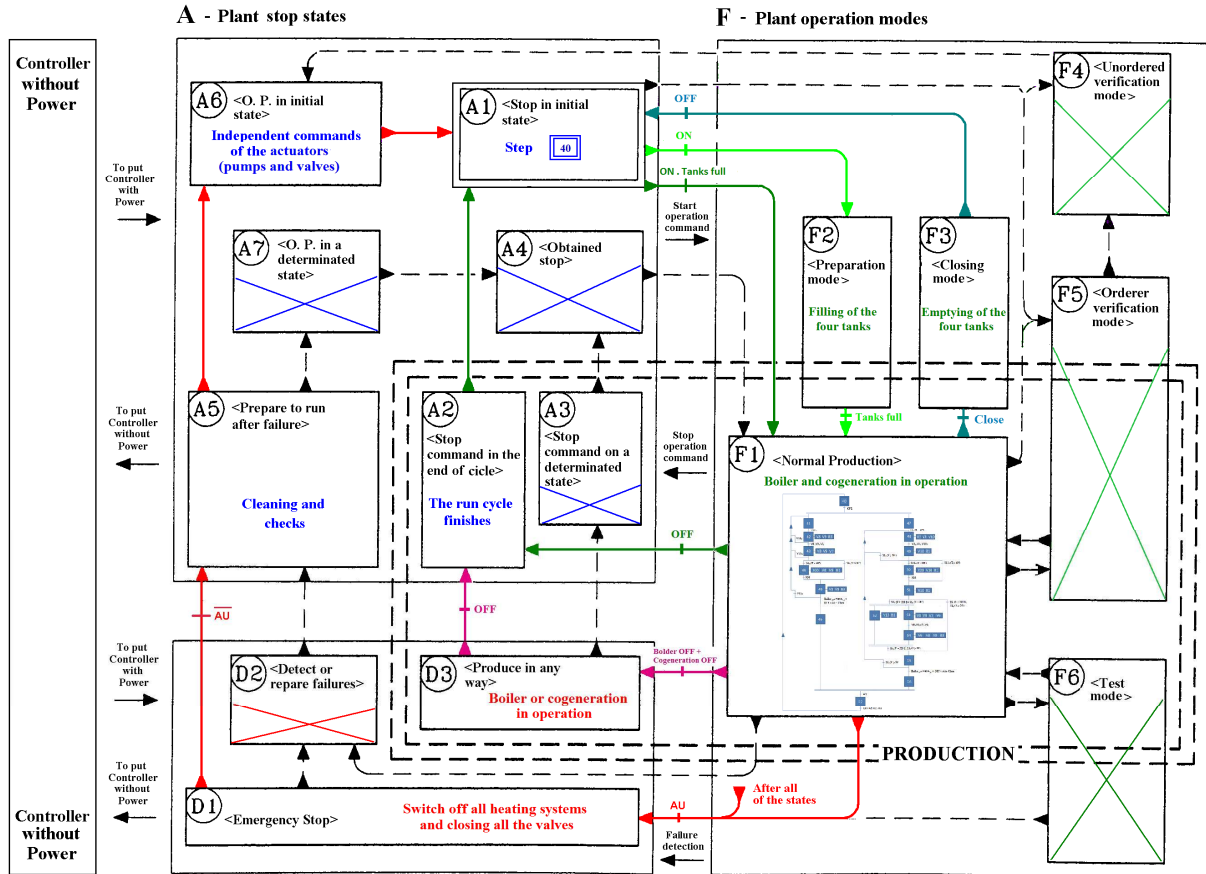 A - Plant stop states
F - Plant operation modes
Controller
without
Power
A6
<O. P. in initial
state>
Independent commands
of the actuators
(pumps and valves)
A1
<Stop in initial
state>
Step
40
OFF
ON
ON . Tanks full
F4
<Unordered
verification
mode>
To put
Controller
with
Power
Start
operation
command
A7
<O. P. in a
determinated
state>
A4
<Obtained
stop>
F2
<Preparation
mode>
Filling of the
four tanks
F3
<Closing
mode>
Emptying of the
four tanks
F5
<Orderer
verification
mode>
To put
Controller
without
Power
A5
<Prepare to run
after failure>
Cleaning and
checks
A2
<Stop
command in the
end of cicle>
The run cycle
finishes
A3
<Stop
command on a
determinated
state>
Stop
operation
command
Tanks full
Close
F1
<Normal Production>
Boiler and cogeneration in operation
OFF
AU
OFF
To put
Controller
with
Power
D2
<Detect or
repare failures>
D3
<Produce in any
way>
Boiler or cogeneration
in operation
Bolder OFF +
Cogeneration OFF
F6
<Test
mode>
PRODUCTION
To put
Controller
without
Power
D1
<Emergency Stop>
Switch off all heating systems
and closing all the valves
AU
After all
of the states
Failure
detection
Controller
without
Power